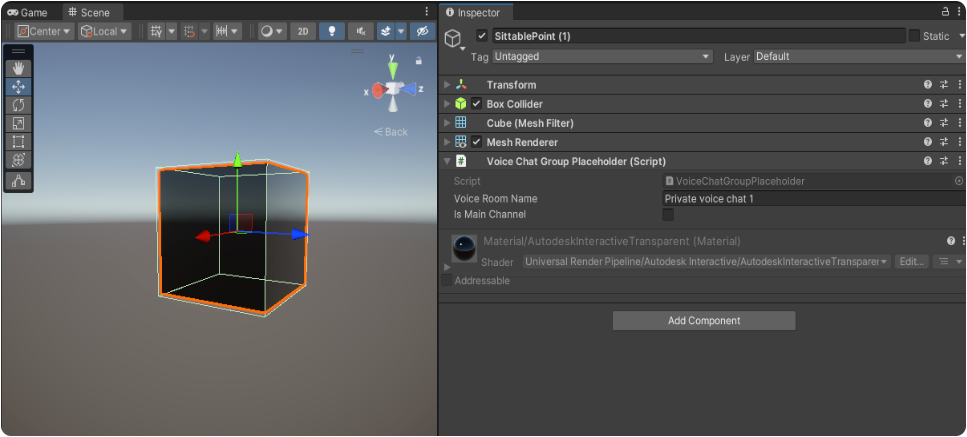 Game
Scene
Center
Local
2D
y
x
z
Back
Inspector
SittablePoint (1)
Static
Tag Untagged
Layer Default
Transform
Box Collider
Cube (Mesh Filter)
Mesh Renderer
# Voice Chat Group Placeholder (Script)
Script VoiceChatGroupPlaceholder
Voice Room Name Private voice chat 1
Is Main Channel
Material/AutodeskInteractiveTransparent (Material)
Shader Universal Render Pipeline/Autodesk Interactive/AutodeskInteractiveTransparen
Edit...
Addressable
Add Component